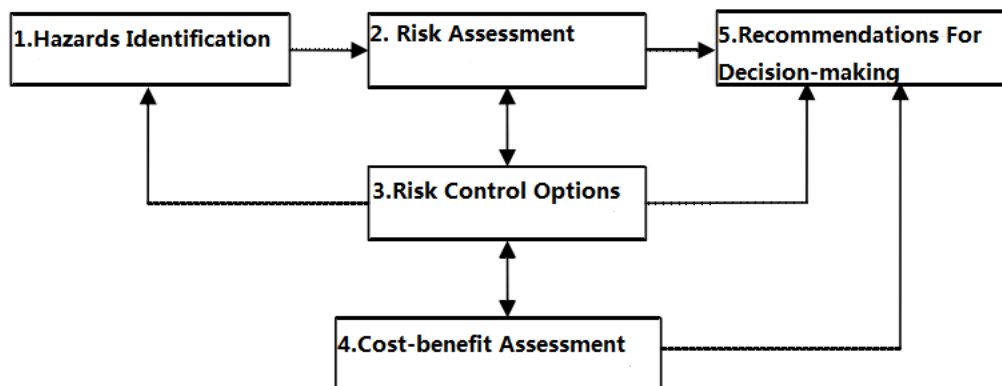 1.Hazards Identification
2. Risk Assessment
5.Recommendations For
Decision-making
3.Risk Control Options
4.Cost-benefit Assessment